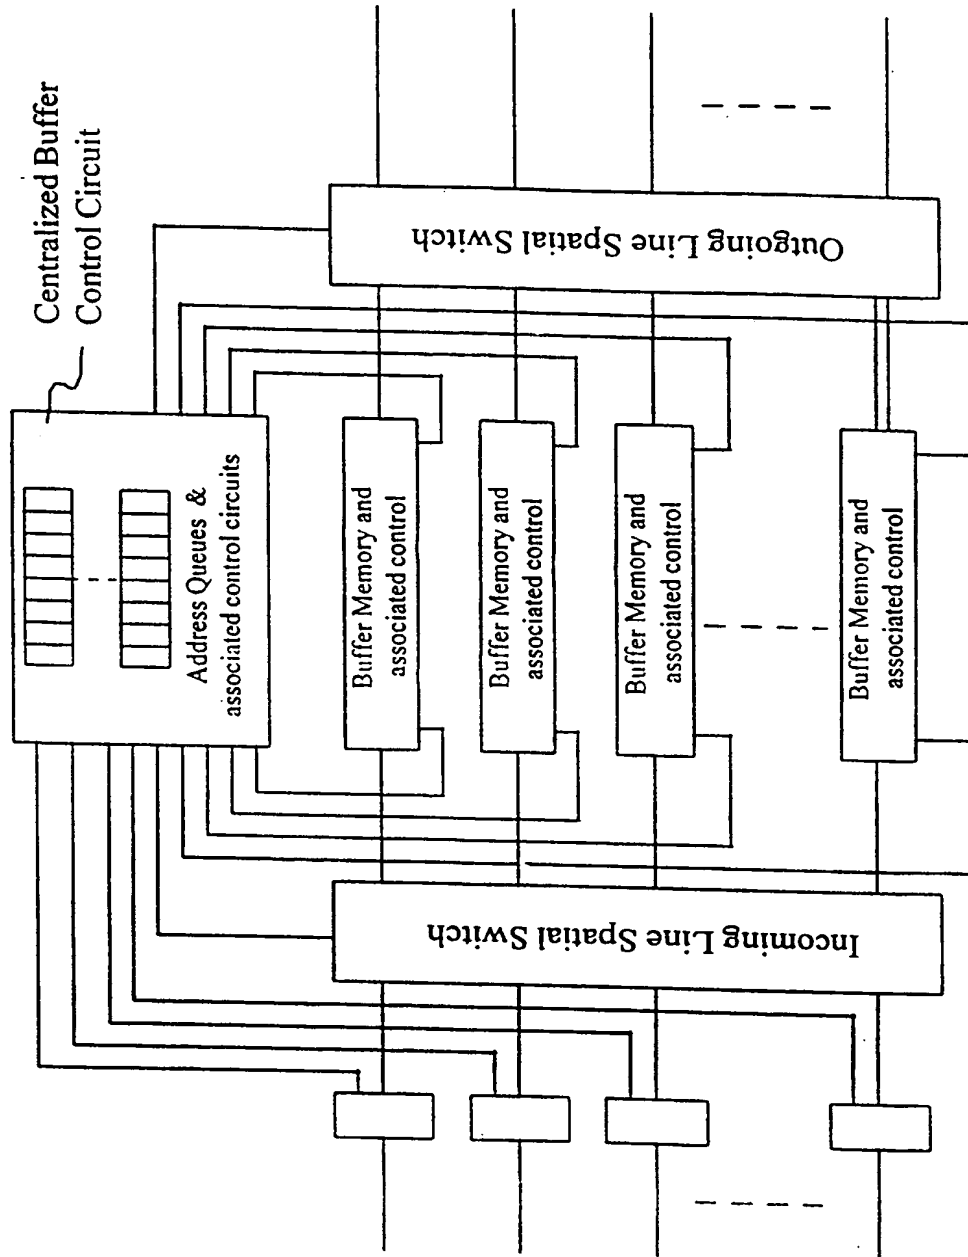 Centralized Buffer
Control Circuit
Address Queues &
associated control circuits
Buffer Memory and
associated control
Buffer Memory and
associated control
Buffer Memory and
associated control
Buffer Memory and
associated control
Incoming Line Spatial Switch
Outgoing Line Spatial Switch